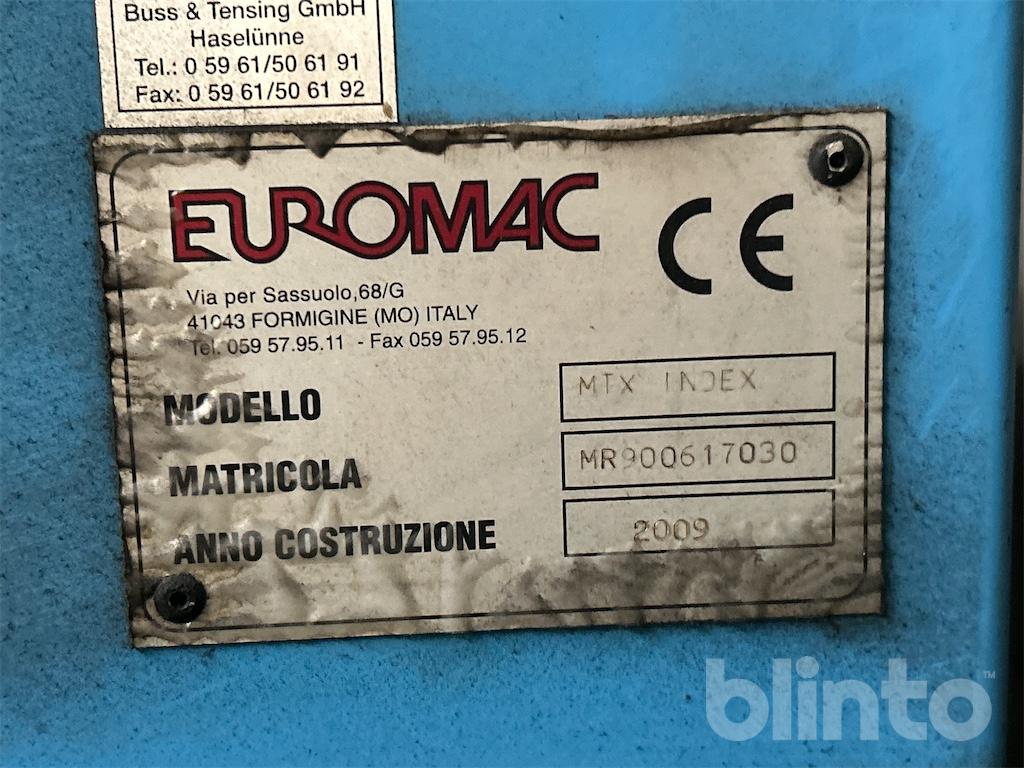 Buss & Tensing GmbH
Haselünne
Tel.: 0 59 61/50 61 91
Fax: 0 59 61/50 61 92
EUROMAC
CE
Via per Sassuolo,68/G
41043 FORMIGINE (MO) ITALY
Tel. 059 57.95.11 - Fax 059 57.95.12
MODELLO MTX INDEX
MATRICOLA MR900617030
ANNO COSTRUZIONE 2009
blinto™